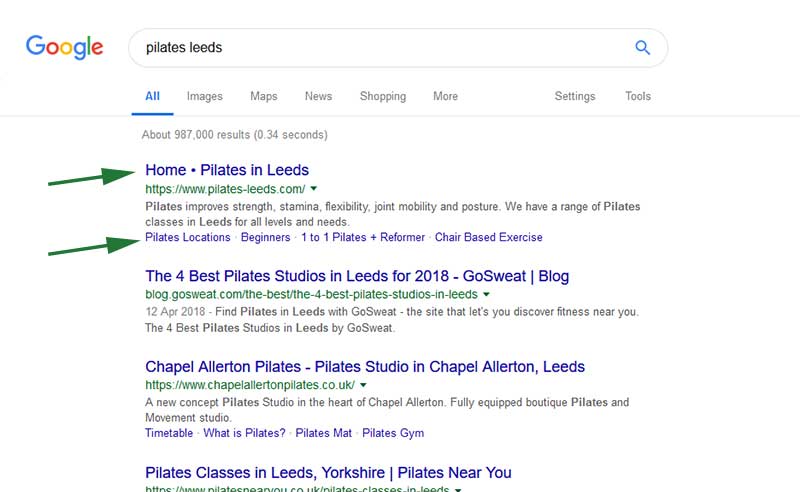 Google
pilates leeds
All Images Maps News Shopping More Settings Tools
About 987,000 results (0.34 seconds)
Home • Pilates in Leeds
https://www.pilates-leeds.com/
Pilates improves strength, stamina, flexibility, joint mobility and posture. We have a range of Pilates
classes in Leeds for all levels and needs.
Pilates Locations · Beginners · 1 to 1 Pilates + Reformer · Chair Based Exercise
The 4 Best Pilates Studios in Leeds for 2018 - GoSweat | Blog
blog.gosweat.com/the-best/the-4-best-pilates-studios-in-leeds
12 Apr 2018 - Find Pilates in Leeds with GoSweat - the site that let's you discover fitness near you.
The 4 Best Pilates Studios in Leeds by GoSweat.
Chapel Allerton Pilates - Pilates Studio in Chapel Allerton, Leeds
https://www.chapelallertonpilates.co.uk/
A new concept Pilates Studio in the heart of Chapel Allerton. Fully equipped boutique Pilates and
Movement studio.
Timetable · What is Pilates? · Pilates Mat · Pilates Gym
Pilates Classes in Leeds, Yorkshire | Pilates Near You
https://www.pilatesnearyou.co.uk/pilates-classes-in-leeds